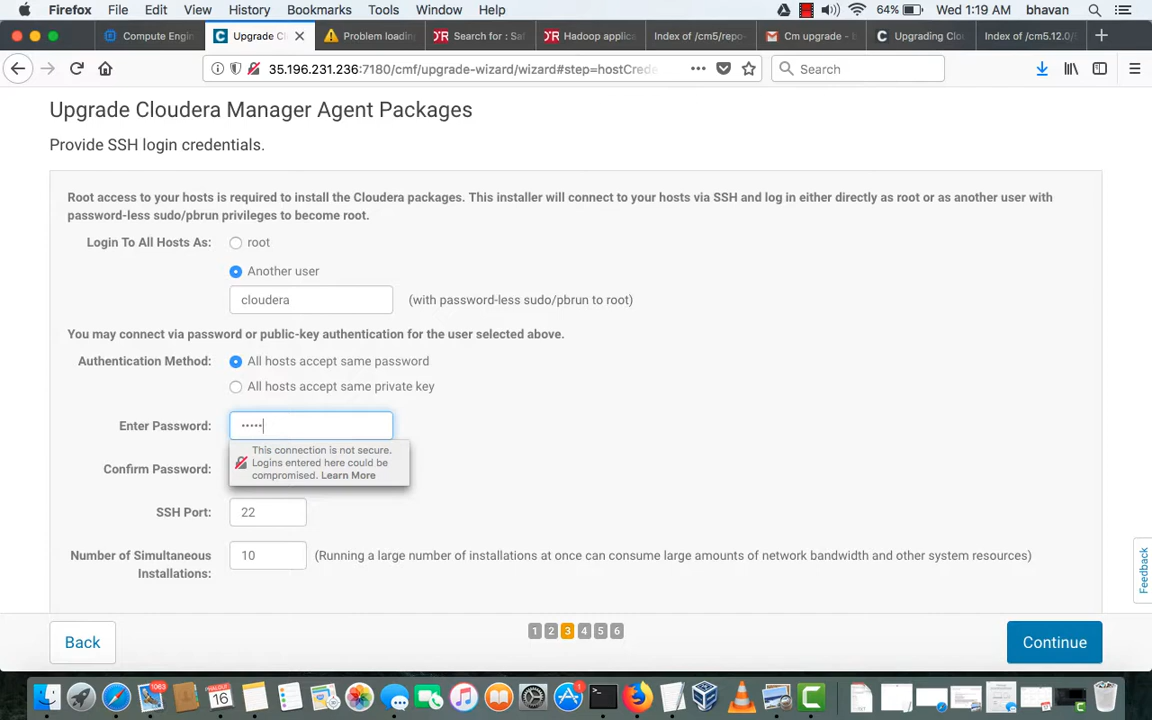 Firefox File Edit View History Bookmarks Tools Window Help 64% Wed 1:19 AM bhavan
Compute Engin Upgrade Cl Problem loading Search for : Sa Hadoop applica Index of /cm5/repo Cm upgrade - b Upgrading Clou Index of /cm5.12.0/
35.196.231.236:7180/cmf/upgrade-wizard/wizard#step=hostCrede Search
Upgrade Cloudera Manager Agent Packages
Provide SSH login credentials.
Root access to your hosts is required to install the Cloudera packages. This installer will connect to your hosts via SSH and log in either directly as root or as another user with
password-less sudo/pbrun privileges to become root.
Login To All Hosts As: root
Another user
cloudera (with password-less sudo/pbrun to root)
You may connect via password or public-key authentication for the user selected above.
Authentication Method: All hosts accept same password
All hosts accept same private key
Enter Password: •••••
This connection is not secure.
Logins entered here could be
compromised. Learn More
Confirm Password:
SSH Port: 22
Number of Simultaneous
Installations:
10 (Running a large number of installations at once can consume large amounts of network bandwidth and other system resources)
Feedback
Back 1 2 3 4 5 6 Continue
1063 16 1